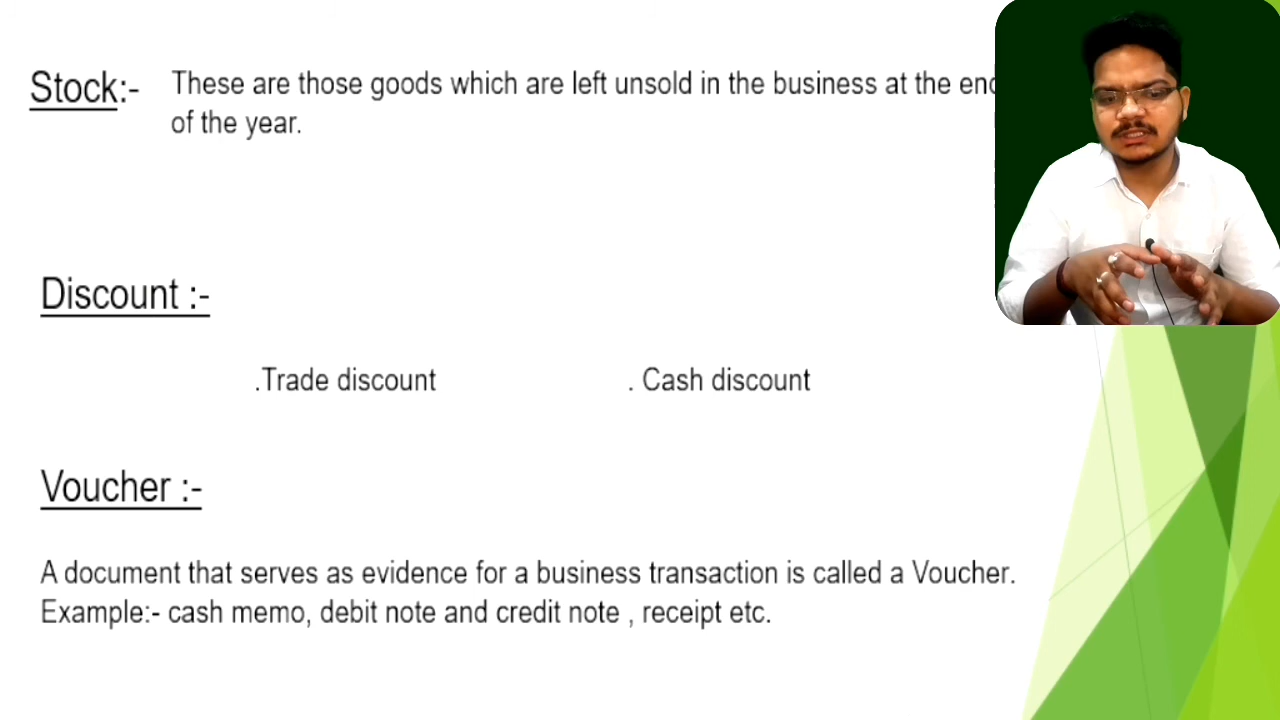 Stock:- These are those goods which are left unsold in the business at the end
of the year.
Discount :-
.Trade discount . Cash discount
Voucher :-
A document that serves as evidence for a business transaction is called a Voucher.
Example:- cash memo, debit note and credit note , receipt etc.